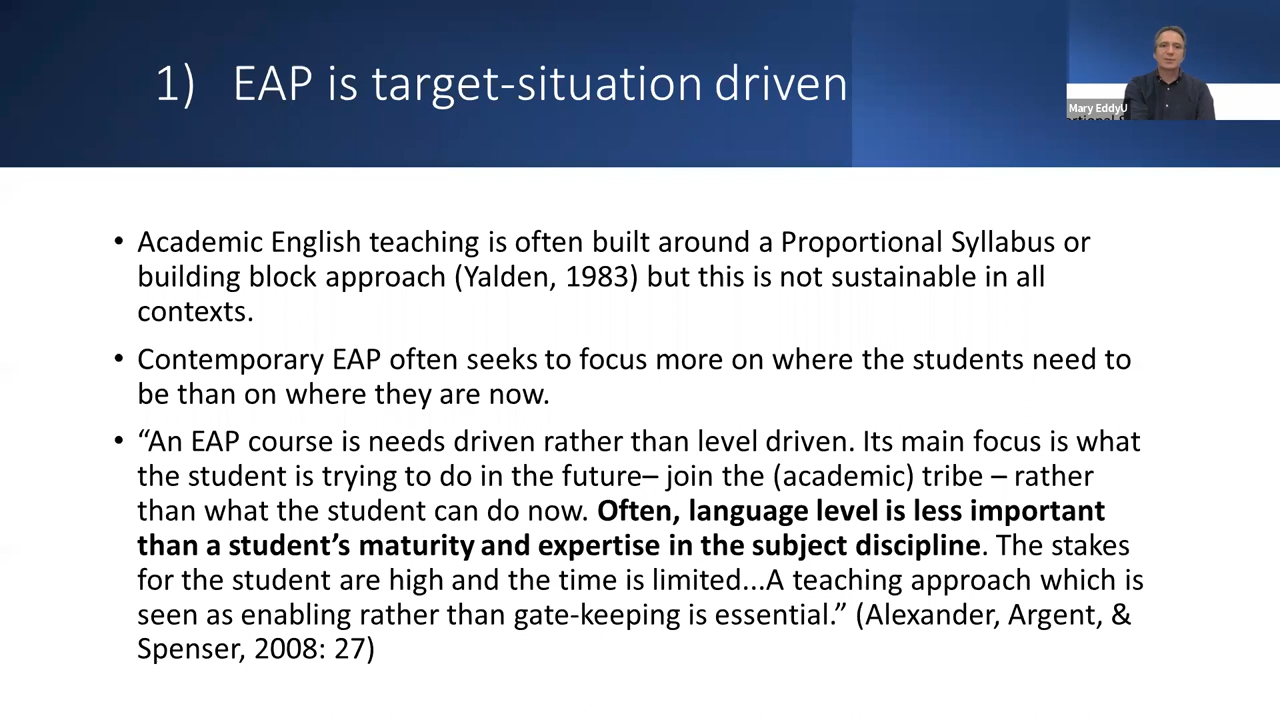 1) EAP is target-situation driven
Mary EddyU
• Academic English teaching is often built around a Proportional Syllabus or
building block approach (Yalden, 1983) but this is not sustainable in all
contexts.
• Contemporary EAP often seeks to focus more on where the students need to
be than on where they are now.
• “An EAP course is needs driven rather than level driven. Its main focus is what
the student is trying to do in the future– join the (academic) tribe – rather
than what the student can do now. Often, language level is less important
than a student’s maturity and expertise in the subject discipline. The stakes
for the student are high and the time is limited...A teaching approach which is
seen as enabling rather than gate-keeping is essential.” (Alexander, Argent, &
Spenser, 2008: 27)